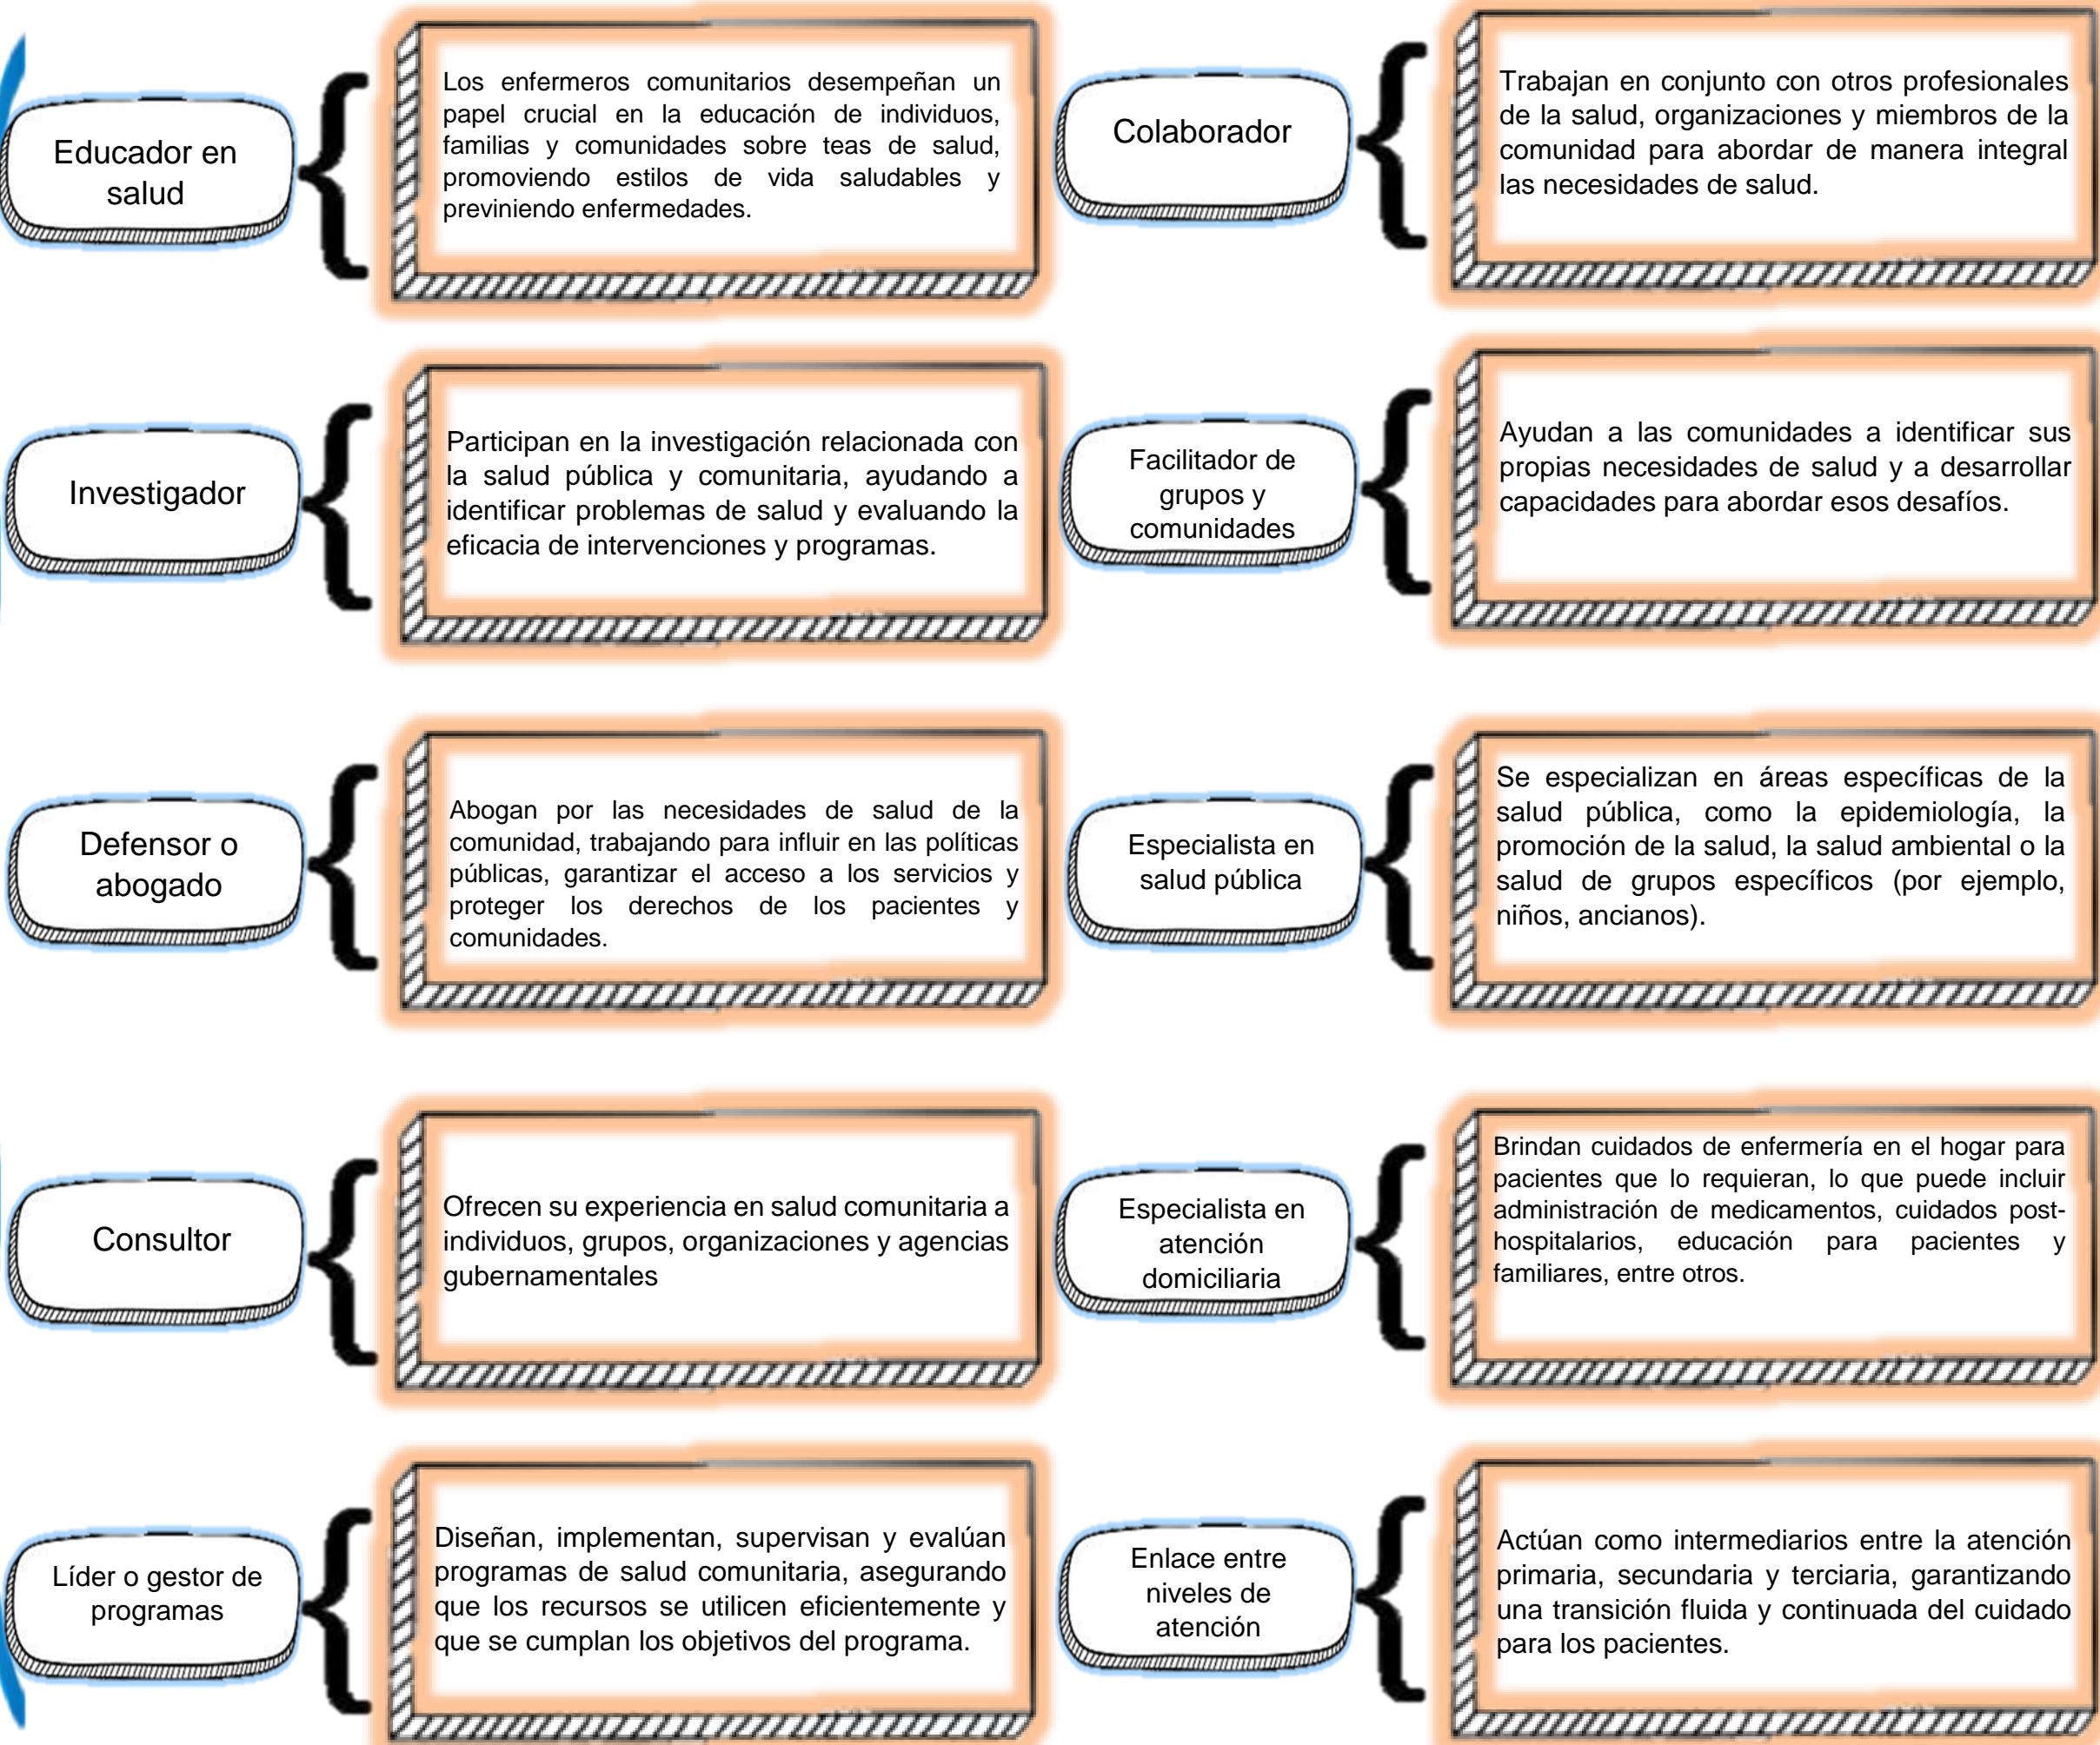 Educador en
salud
Los enfermeros comunitarios desempeñan un
papel crucial en la educación de individuos,
familias y comunidades sobre teas de salud,
promoviendo estilos de vida saludables y
previniendo enfermedades.
Colaborador
Trabajan en conjunto con otros profesionales
de la salud, organizaciones y miembros de la
comunidad para abordar de manera integral
las necesidades de salud.
Investigador
Participan en la investigación relacionada con
la salud pública y comunitaria, ayudando a
identificar problemas de salud y evaluando la
eficacia de intervenciones y programas.
Facilitador de
grupos y
comunidades
Ayudan a las comunidades a identificar sus
propias necesidades de salud y a desarrollar
capacidades para abordar esos desafíos.
Defensor o
abogado
Abogan por las necesidades de salud de la
comunidad, trabajando para influir en las políticas
públicas, garantizar el acceso a los servicios y
proteger los derechos de los pacientes y
comunidades.
Especialista en
salud pública
Se especializan en áreas específicas de la
salud pública, como la epidemiología, la
promoción de la salud, la salud ambiental o la
salud de grupos específicos (por ejemplo,
niños, ancianos).
Consultor
Ofrecen su experiencia en salud comunitaria a
individuos, grupos, organizaciones y agencias
gubernamentales
Especialista en
atención
domiciliaria
Brindan cuidados de enfermería en el hogar para
pacientes que lo requieran, lo que puede incluir
administración de medicamentos, cuidados post-
hospitalarios, educación para pacientes y
familiares, entre otros.
Líder o gestor de
programas
Diseñan, implementan, supervisan y evalúan
programas de salud comunitaria, asegurando
que los recursos se utilicen eficientemente y
que se cumplan los objetivos del programa.
Enlace entre
niveles de
atención
Actúan como intermediarios entre la atención
primaria, secundaria y terciaria, garantizando
una transición fluida y continuada del cuidado
para los pacientes.